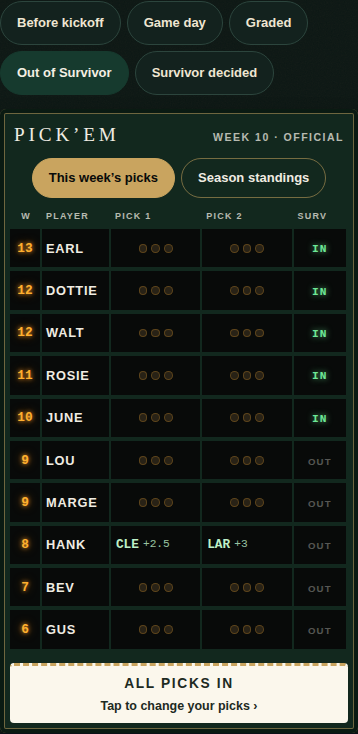 Before kickoff Game day Graded
Out of Survivor Survivor decided
PICK’EM WEEK 10 · OFFICIAL
This week’s picks Season standings
W PLAYER PICK 1 PICK 2 SURV
13 EARL IN
12 DOTTIE IN
12 WALT IN
11 ROSIE IN
10 JUNE IN
9 LOU OUT
9 MARGE OUT
8 HANK CLE +2.5 LAR +3 OUT
7 BEV OUT
6 GUS OUT
ALL PICKS IN
Tap to change your picks ›